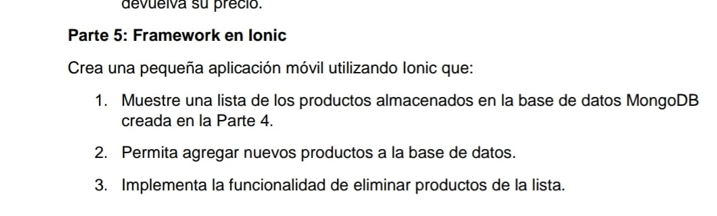 devuelva su precio.
Parte 5: Framework en Ionic
Crea una pequeña aplicación móvil utilizando Ionic que:
1. Muestre una lista de los productos almacenados en la base de datos MongoDB
creada en la Parte 4.
2. Permita agregar nuevos productos a la base de datos.
3. Implementa la funcionalidad de eliminar productos de la lista.